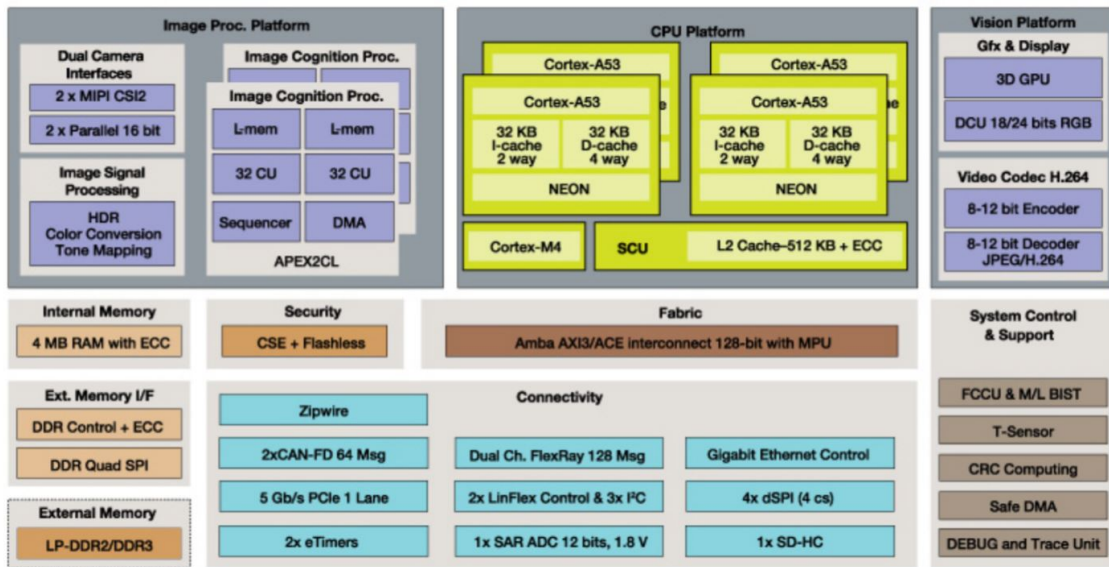 Image Proc. Platform
Dual Camera
Interfaces
2 x MIPI CSI2
2 x Parallel 16 bit
Image Signal
Processing
HDR
Color Conversion
Tone Mapping
Image Cognition Proc.
Image Cognition Proc.
L-mem
L-mem
32 CU
32 CU
Sequencer
DMA
APEX2CL
CPU Platform
Cortex-A53
Cortex-A53
32 KB
I-cache
2 way
32 KB
D-cache
4 way
NEON
Cortex-A53
Cortex-A53
32 KB
I-cache
2 way
32 KB
D-cache
4 way
NEON
Cortex-M4
SCU
L2 Cache–512 KB + ECC
Vision Platform
Gfx & Display
3D GPU
DCU 18/24 bits RGB
Video Codec H.264
8-12 bit Encoder
8-12 bit Decoder
JPEG/H.264
Internal Memory
4 MB RAM with ECC
Security
CSE + Flashless
Fabric
Amba AXI3/ACE interconnect 128-bit with MPU
Ext. Memory I/F
DDR Control + ECC
DDR Quad SPI
External Memory
LP-DDR2/DDR3
Connectivity
Zipwire
2xCAN-FD 64 Msg
Dual Ch. FlexRay 128 Msg
Gigabit Ethernet Control
5 Gb/s PCIe 1 Lane
2x LinFlex Control & 3x I²C
4x dSPI (4 cs)
2x eTimers
1x SAR ADC 12 bits, 1.8 V
1x SD-HC
System Control
& Support
FCCU & M/L BIST
T-Sensor
CRC Computing
Safe DMA
DEBUG and Trace Unit